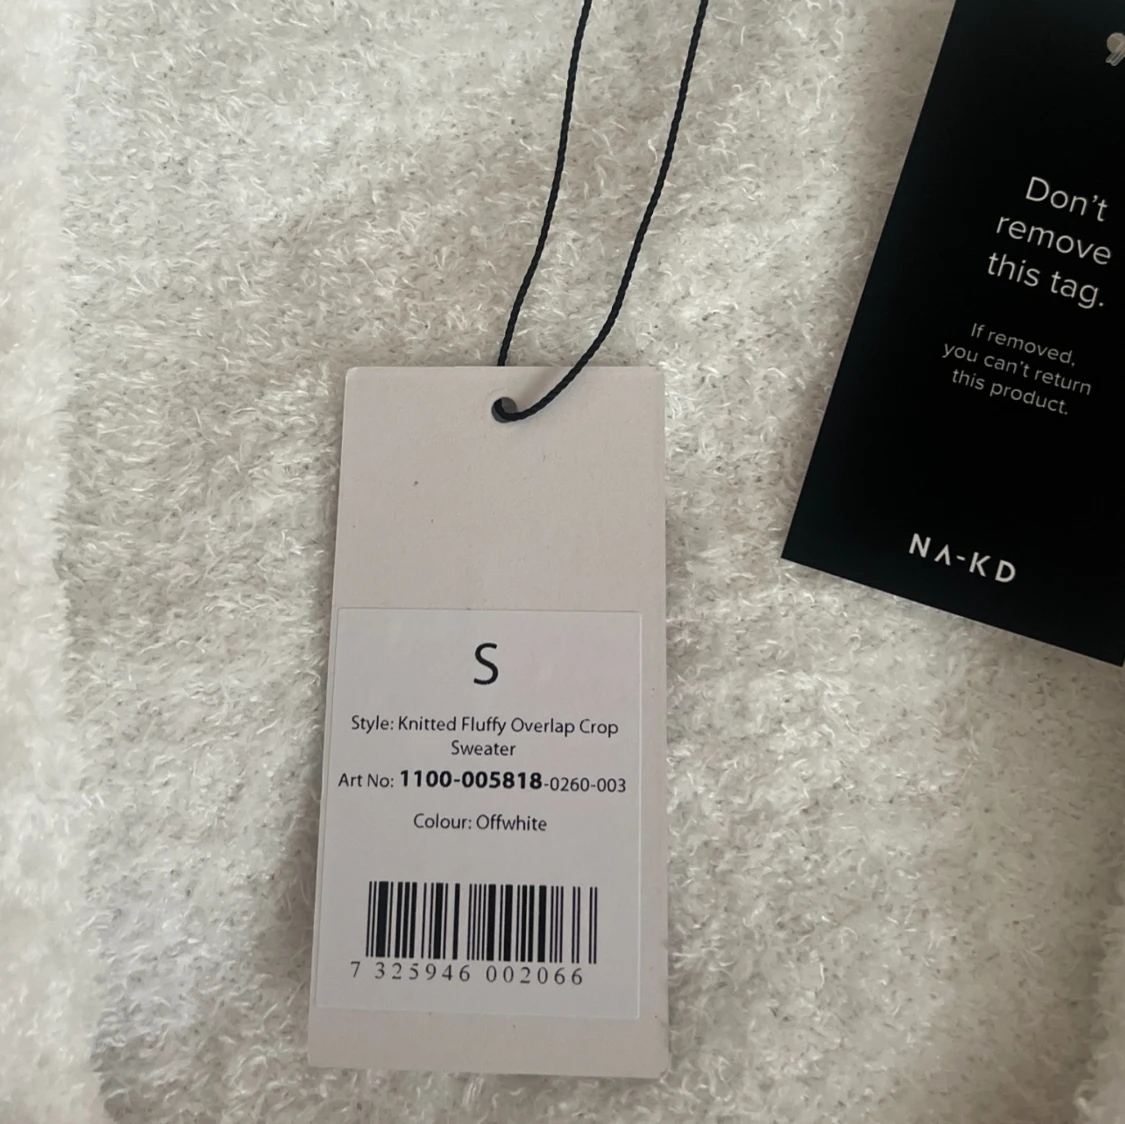 Don't
remove
this tag.
If removed,
you can't return
this product.
NA-KD
S
Style: Knitted Fluffy Overlap Crop
Sweater
Art No: 1100-005818-0260-003
Colour: Offwhite
7 325946 002066